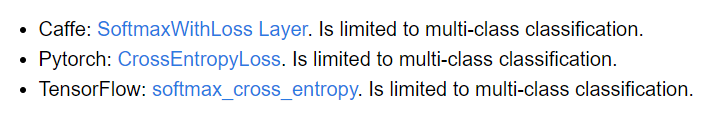 • Caffe: SoftmaxWithLoss Layer. Is limited to multi-class classification.
• Pytorch: CrossEntropyLoss. Is limited to multi-class classification.
• TensorFlow: softmax_cross_entropy. Is limited to multi-class classification.